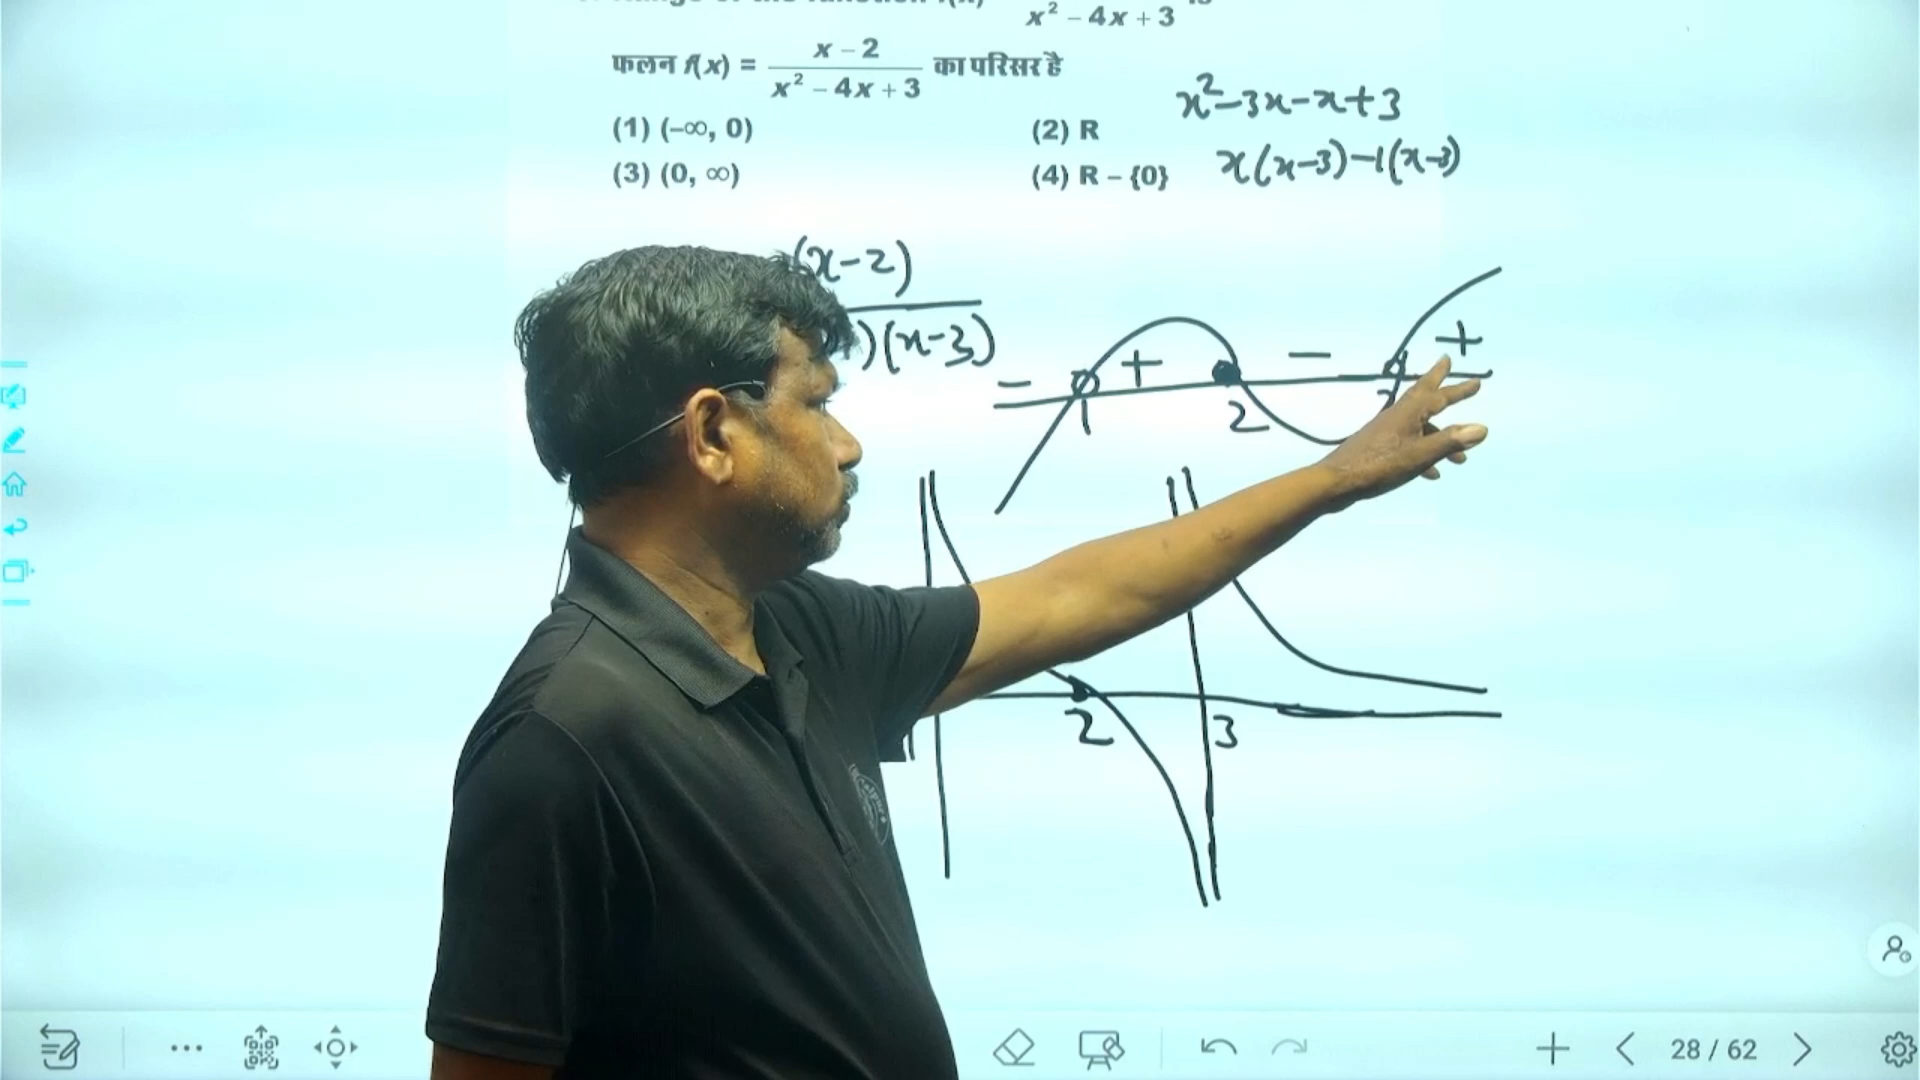 x² – 4x + 3
फलन f(x) = x – 2 / x² – 4x + 3 का परिसर है
(1) (–∞, 0) (2) R
(3) (0, ∞) (4) R – {0}
x²-3x-x+3
x(x-3)-1(x-3)
(x-2)
)(x-3)
- + - +
1 2
2 3
28 / 62